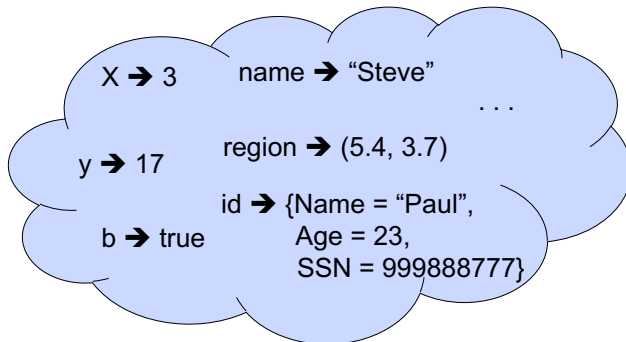 X ➔ 3
name ➔ “Steve”
. . .
y ➔ 17
region ➔ (5.4, 3.7)
id ➔ {Name = “Paul”,
b ➔ true
Age = 23,
SSN = 999888777}